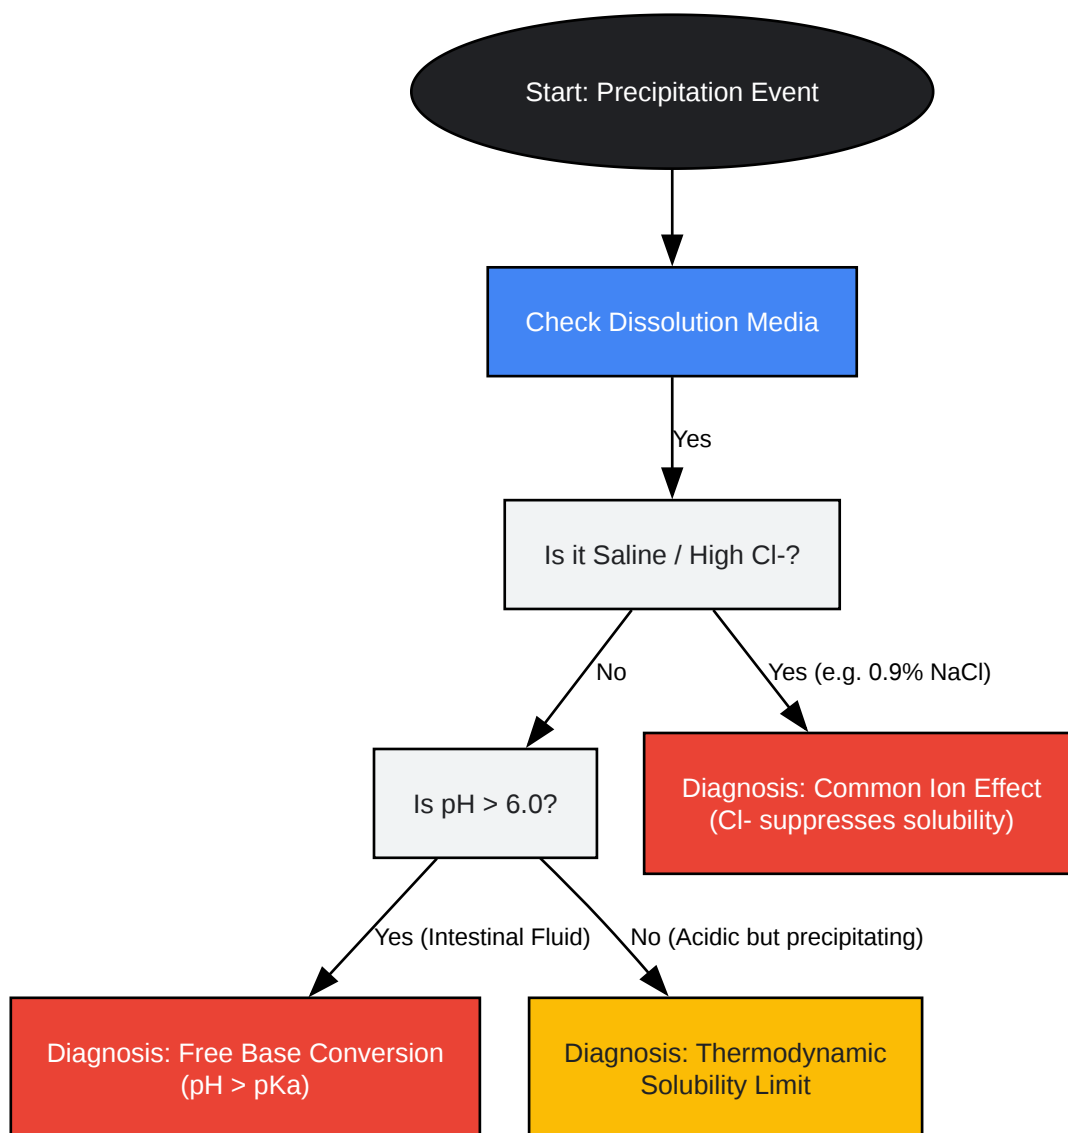 Start: Precipitation Event
Check Dissolution Media
Yes
Is it Saline / High Cl-?
No
Yes (e.g. 0.9% NaCl)
Is pH > 6.0?
Diagnosis: Common Ion Effect
(Cl- suppresses solubility)
Yes (Intestinal Fluid)
No (Acidic but precipitating)
Diagnosis: Free Base Conversion
(pH > pKa)
Diagnosis: Thermodynamic
Solubility Limit